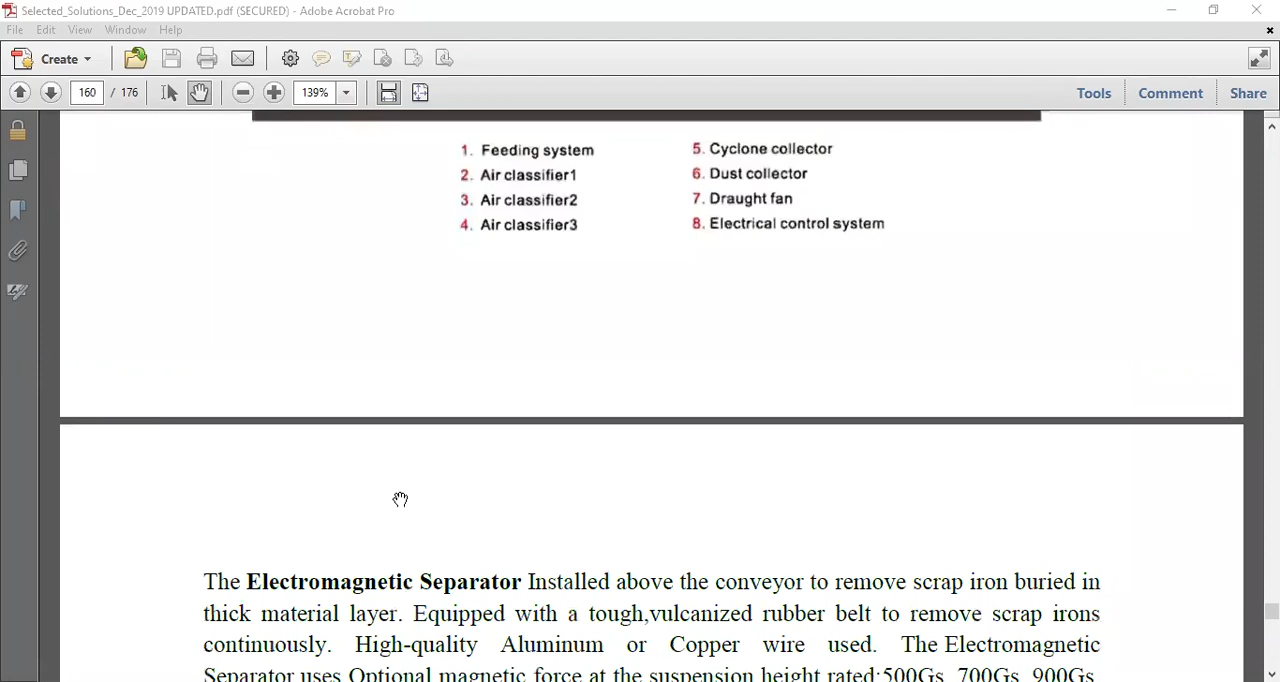 Selected_Solutions_Dec_2019 UPDATED.pdf (SECURED) - Adobe Acrobat Pro
File Edit View Window Help
Create
160 / 176 139% Tools Comment Share
1. Feeding system
2. Air classifier1
3. Air classifier2
4. Air classifier3
5. Cyclone collector
6. Dust collector
7. Draught fan
8. Electrical control system
The Electromagnetic Separator Installed above the conveyor to remove scrap iron buried in
thick material layer. Equipped with a tough,vulcanized rubber belt to remove scrap irons
continuously. High-quality Aluminum or Copper wire used. The Electromagnetic
Separator uses Optional magnetic force at the suspension height rated:500Gs, 700Gs, 900Gs,